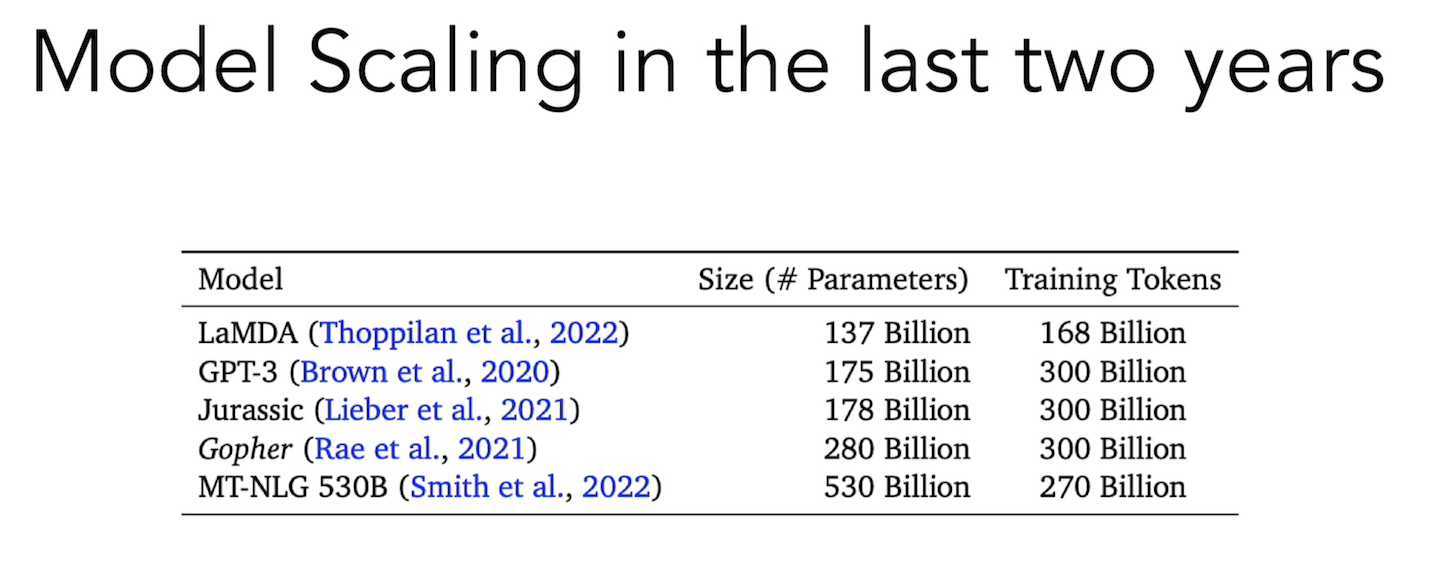 Model Scaling in the last two years
Model Size (# Parameters) Training Tokens
LaMDA (Thoppilan et al., 2022) 137 Billion 168 Billion
GPT-3 (Brown et al., 2020) 175 Billion 300 Billion
Jurassic (Lieber et al., 2021) 178 Billion 300 Billion
Gopher (Rae et al., 2021) 280 Billion 300 Billion
MT-NLG 530B (Smith et al., 2022) 530 Billion 270 Billion